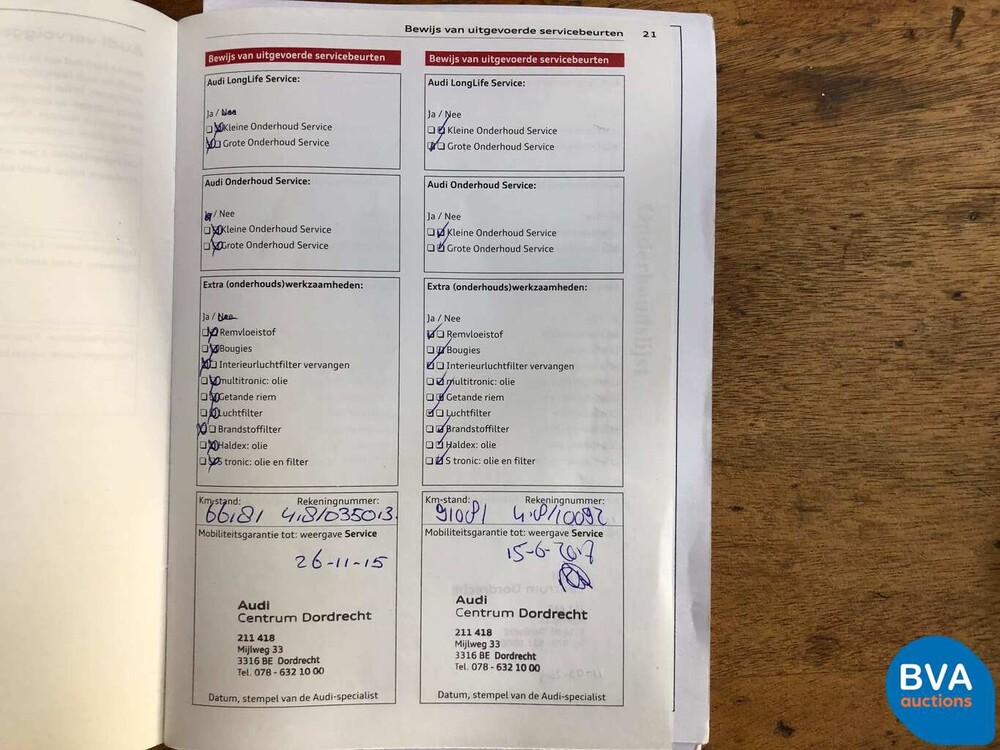 Bewijs van uitgevoerde servicebeurten 21
Bewijs van uitgevoerde servicebeurten
Audi LongLife Service:
Ja / Nee
Kleine Onderhoud Service
Grote Onderhoud Service
Audi Onderhoud Service:
Ja / Nee
Kleine Onderhoud Service
Grote Onderhoud Service
Extra (onderhouds)werkzaamheden:
Ja / Nee
Remvloeistof
Bougies
Interieurluchtfilter vervangen
multitronic: olie
Getande riem
Luchtfilter
Brandstoffilter
Haldex: olie
S tronic: olie en filter
Km-stand: Rekeningnummer:
66.81 4.8/035013
Mobiliteitsgarantie tot: weergave Service
26-11-15
Audi
Centrum Dordrecht
211 418
Mijlweg 33
3316 BE Dordrecht
Tel. 078 - 632 10 00
Datum, stempel van de Audi-specialist
Bewijs van uitgevoerde servicebeurten
Audi LongLife Service:
Ja / Nee
Kleine Onderhoud Service
Grote Onderhoud Service
Audi Onderhoud Service:
Ja / Nee
Kleine Onderhoud Service
Grote Onderhoud Service
Extra (onderhouds)werkzaamheden:
Ja / Nee
Remvloeistof
Bougies
Interieurluchtfilter vervangen
multitronic: olie
Getande riem
Luchtfilter
Brandstoffilter
Haldex: olie
S tronic: olie en filter
Km-stand: Rekeningnummer:
91081
Mobiliteitsgarantie tot: weergave Service
15-6-2017
Audi
Centrum Dordrecht
211 418
Mijlweg 33
3316 BE Dordrecht
Tel. 078 - 632 10 00
Datum, stempel van de Audi-specialist
BVA
auctions